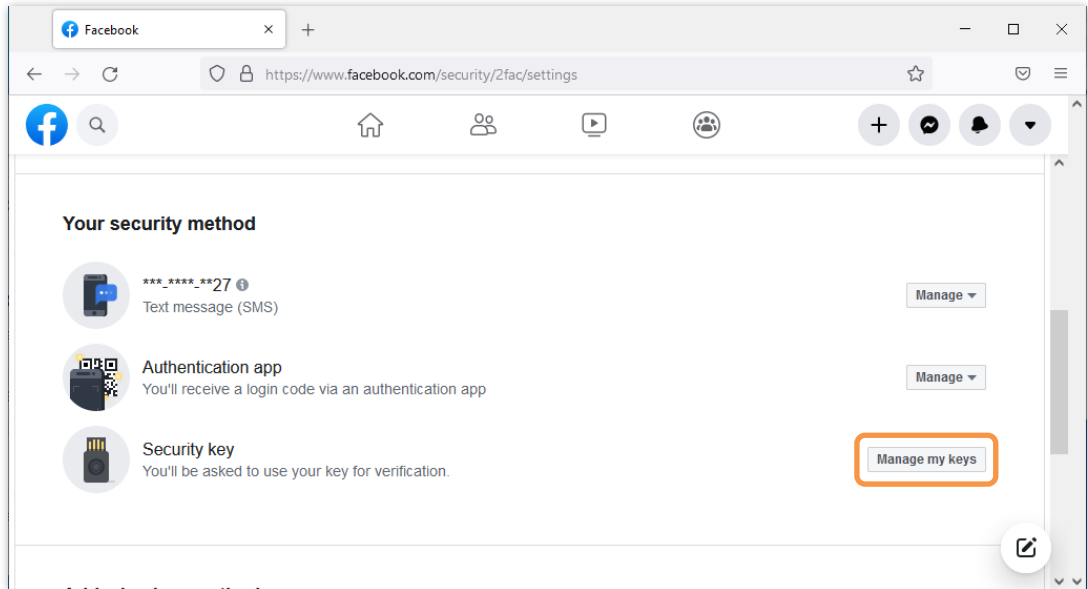 Facebook
https://www.facebook.com/security/2fac/settings
Your security method
***-****-**27
Text message (SMS)
Manage
Authentication app
You'll receive a login code via an authentication app
Manage
Security key
You'll be asked to use your key for verification.
Manage my keys